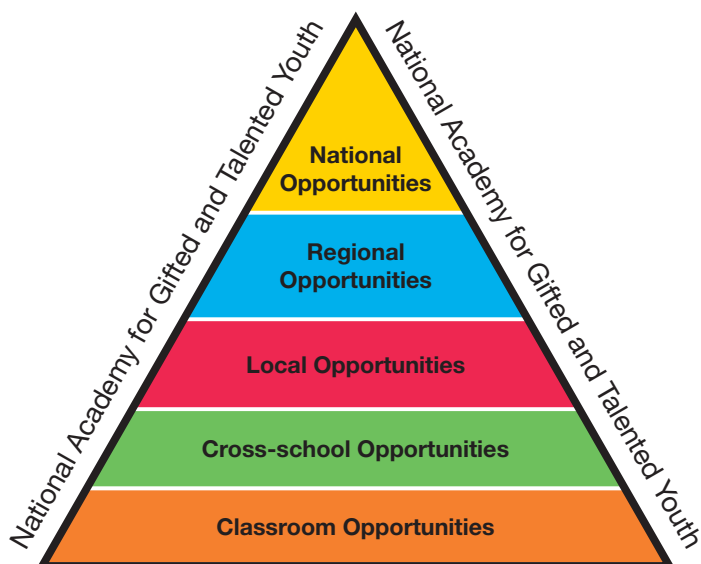 National Academy for Gifted and Talented Youth
National Academy for Gifted and Talented Youth
National
Opportunities
Regional
Opportunities
Local Opportunities
Cross-school Opportunities
Classroom Opportunities